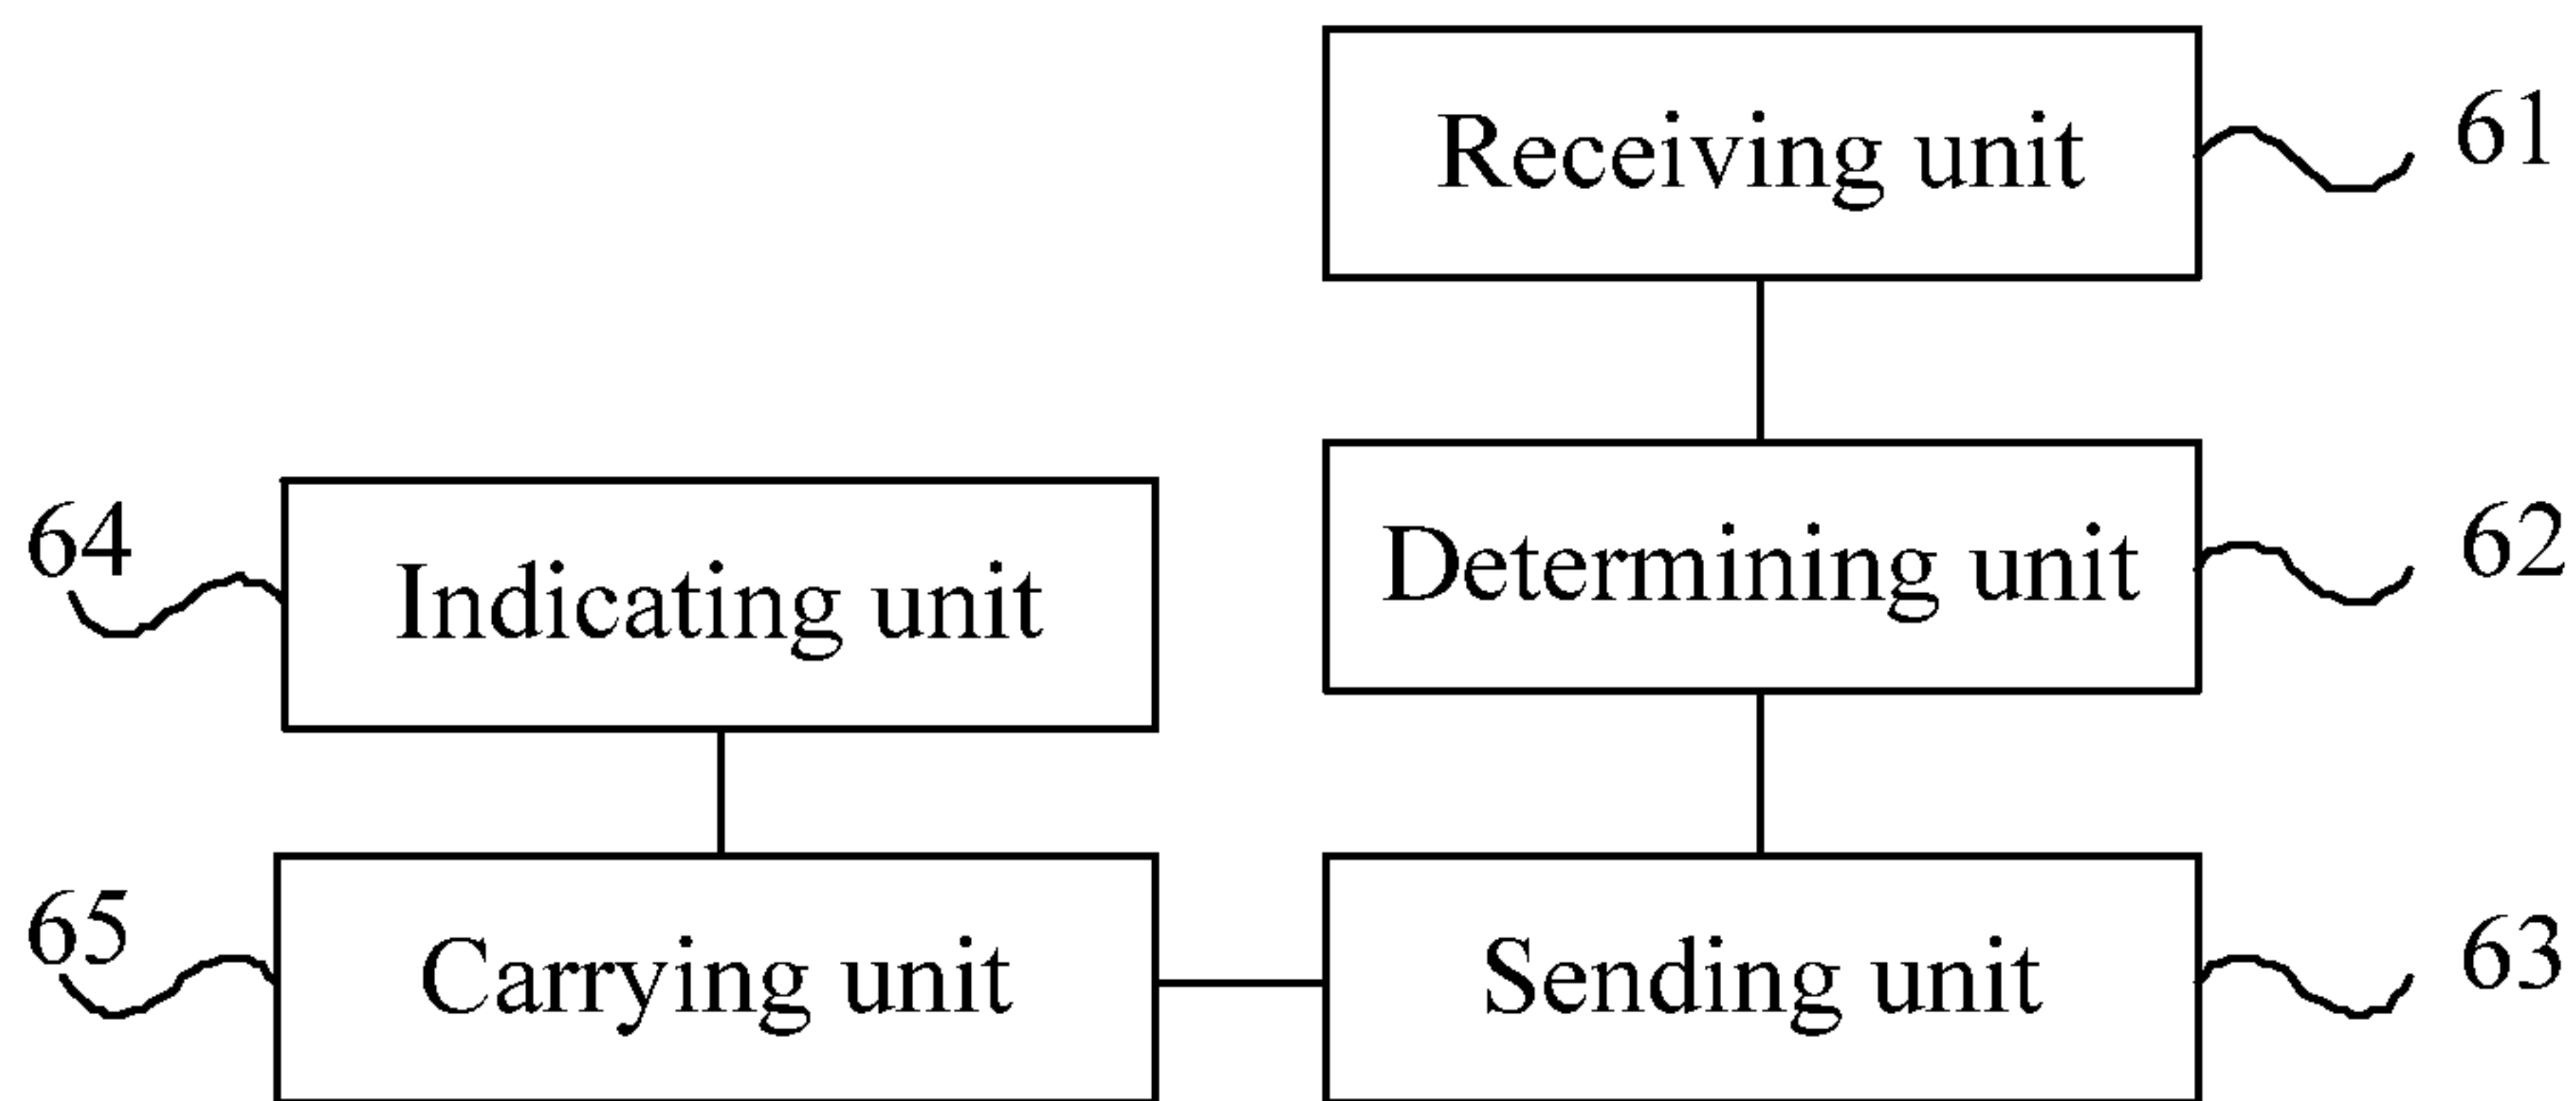 Receiving unit
61
64
Indicating unit
Determining unit
62
65
Carrying unit
Sending unit
63